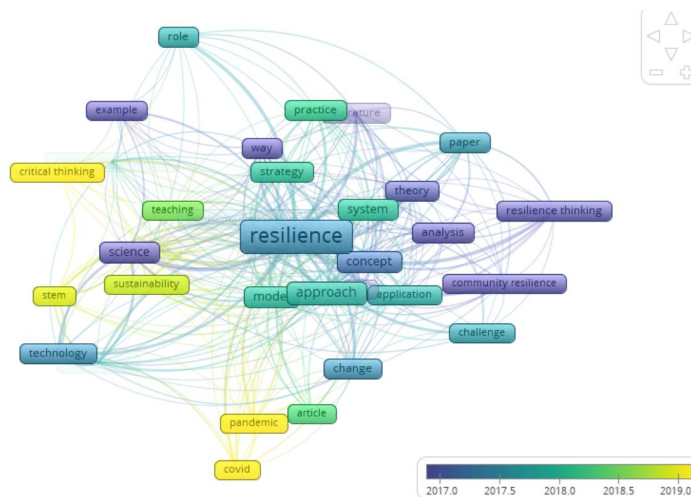 role
example
practice
ature
way
paper
critical thinking
strategy
theory
teaching
system
resilience thinking
resilience
analysis
science
concept
sustainability
community resilience
stem
mode
approach
application
challenge
technology
change
article
pandemic
covid
2017.0 2017.5 2018.0 2018.5 2019.0